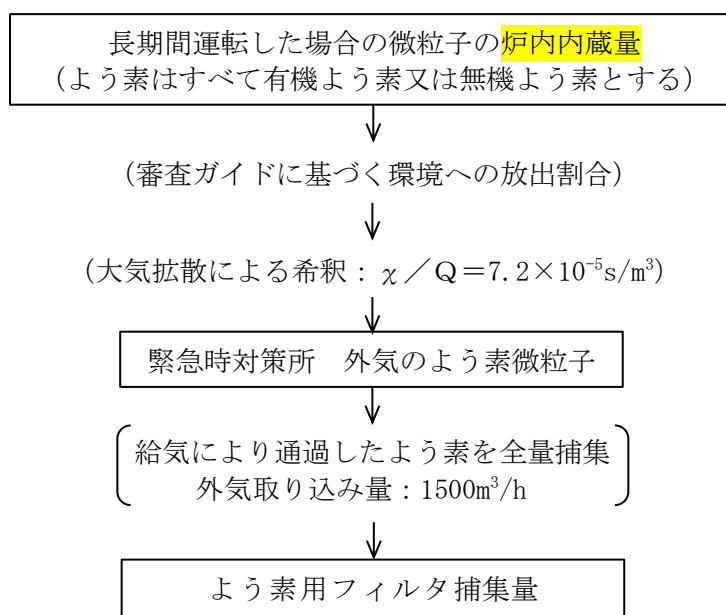 長期間運転した場合の微粒子の炉内内蔵量
(よう素はすべて有機よう素又は無機よう素とする)
(審査ガイドに基づく環境への放出割合)
(大気拡散による希釈:χ/Q=7.2×10⁻⁵s/m³)
緊急時対策所 外気のよう素微粒子
給気により通過したよう素を全量捕集
外気取り込み量:1500m³/h
よう素用フィルタ捕集量